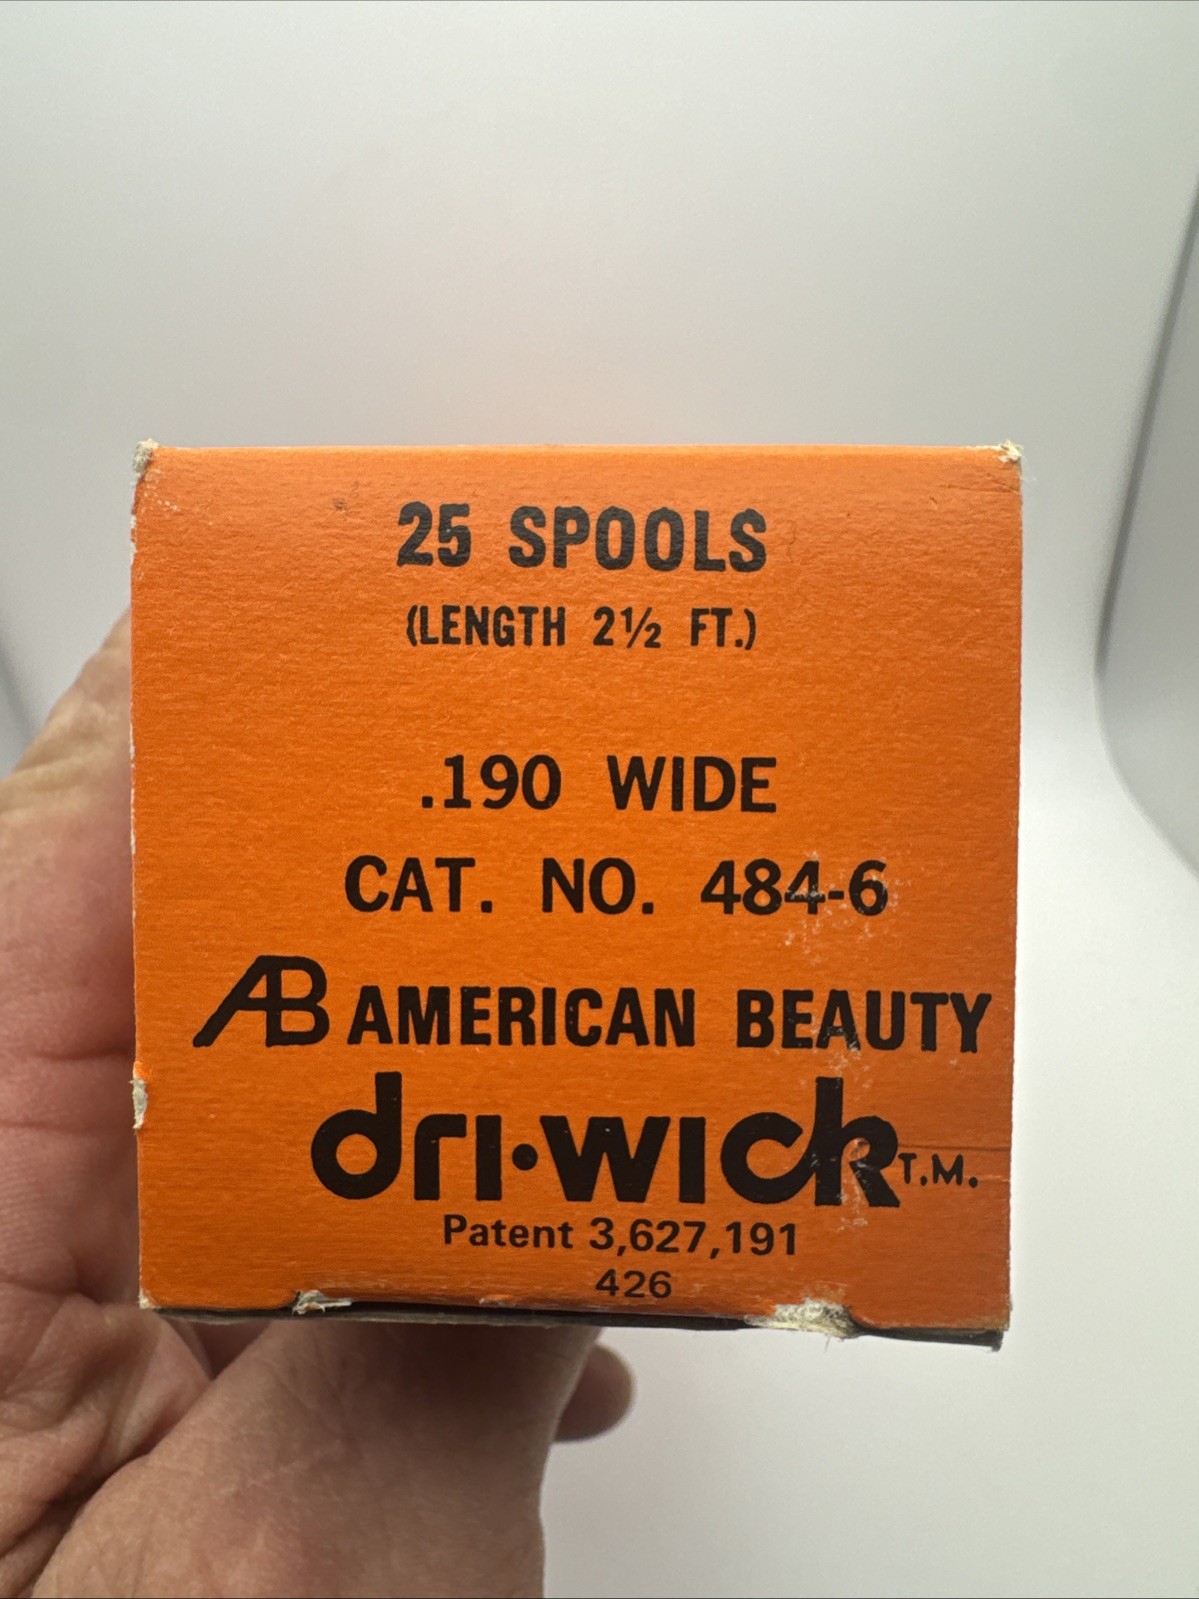 25 SPOOLS
(LENGTH 2½ FT.)
.190 WIDE
CAT. NO. 484-6
AB AMERICAN BEAUTY
dri·wick T.M.
Patent 3,627,191
426